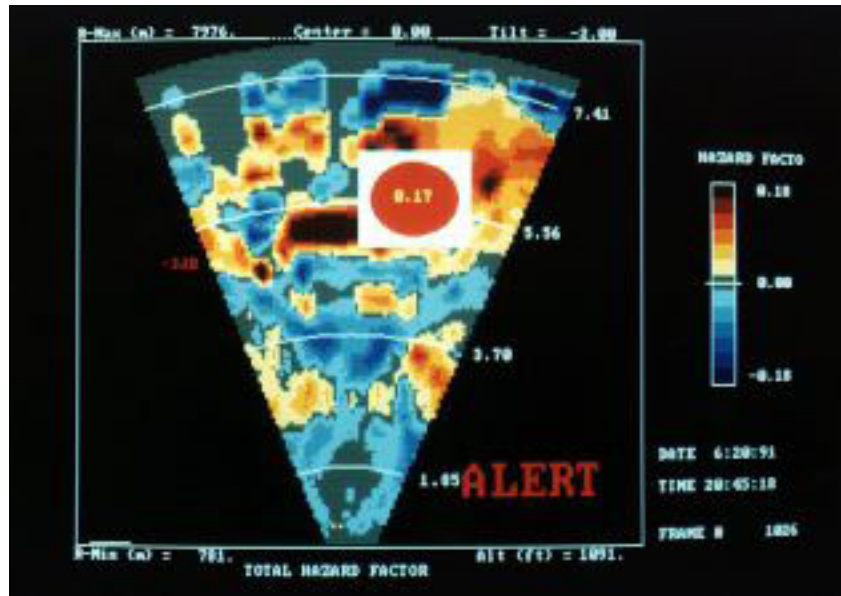 R-Max (m) = 7976. Center = 0.00 Tilt = -2.00
7.41
HAZARD FACTO
0.18
0.17
5.56
-3dB
0.00
3.70
-0.18
DATE 6:20:91
1.85 ALERT
TIME 20:45:18
FRAME # 1026
R-Min (m) = 781. Alt (ft) = 1091.
TOTAL HAZARD FACTOR